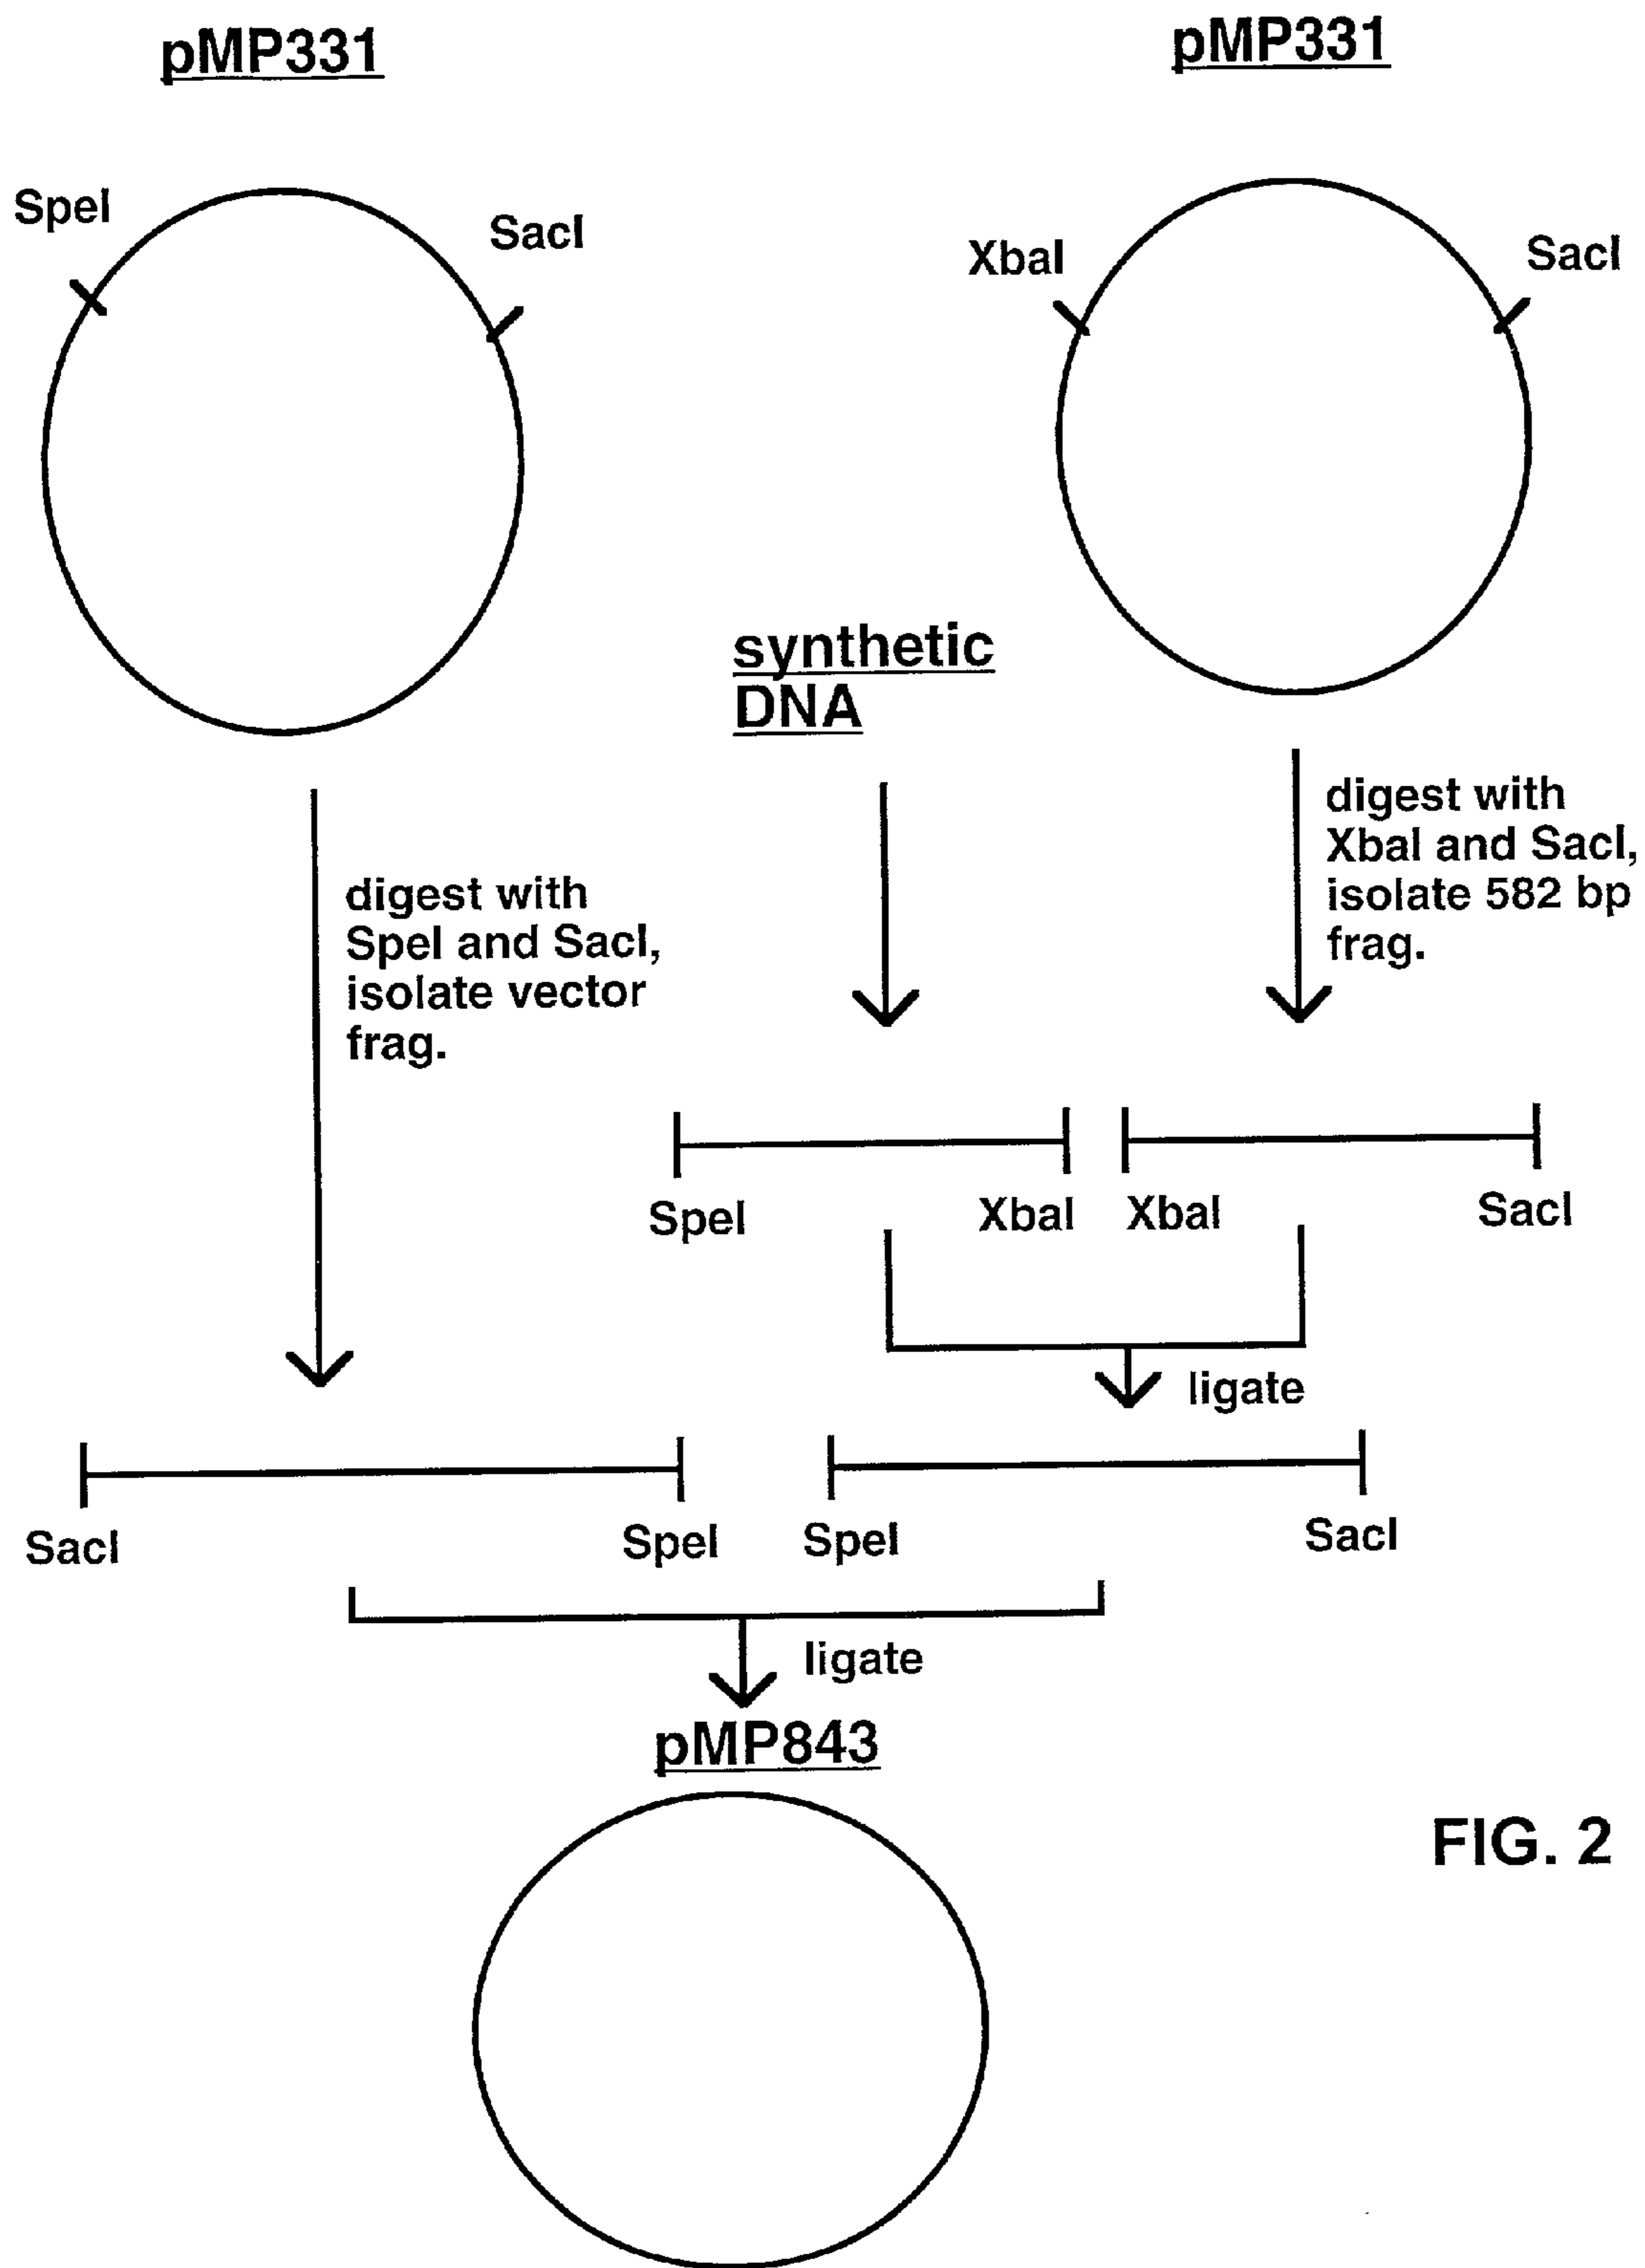 pMP331
pMP331
SpeI
SacI
XbaI
SacI
synthetic
DNA
digest with
XbaI and SacI,
isolate 582 bp
frag.
digest with
SpeI and SacI,
isolate vector
frag.
SpeI
XbaI
XbaI
SacI
ligate
SacI
SpeI
SpeI
SacI
ligate
pMP843
FIG. 2